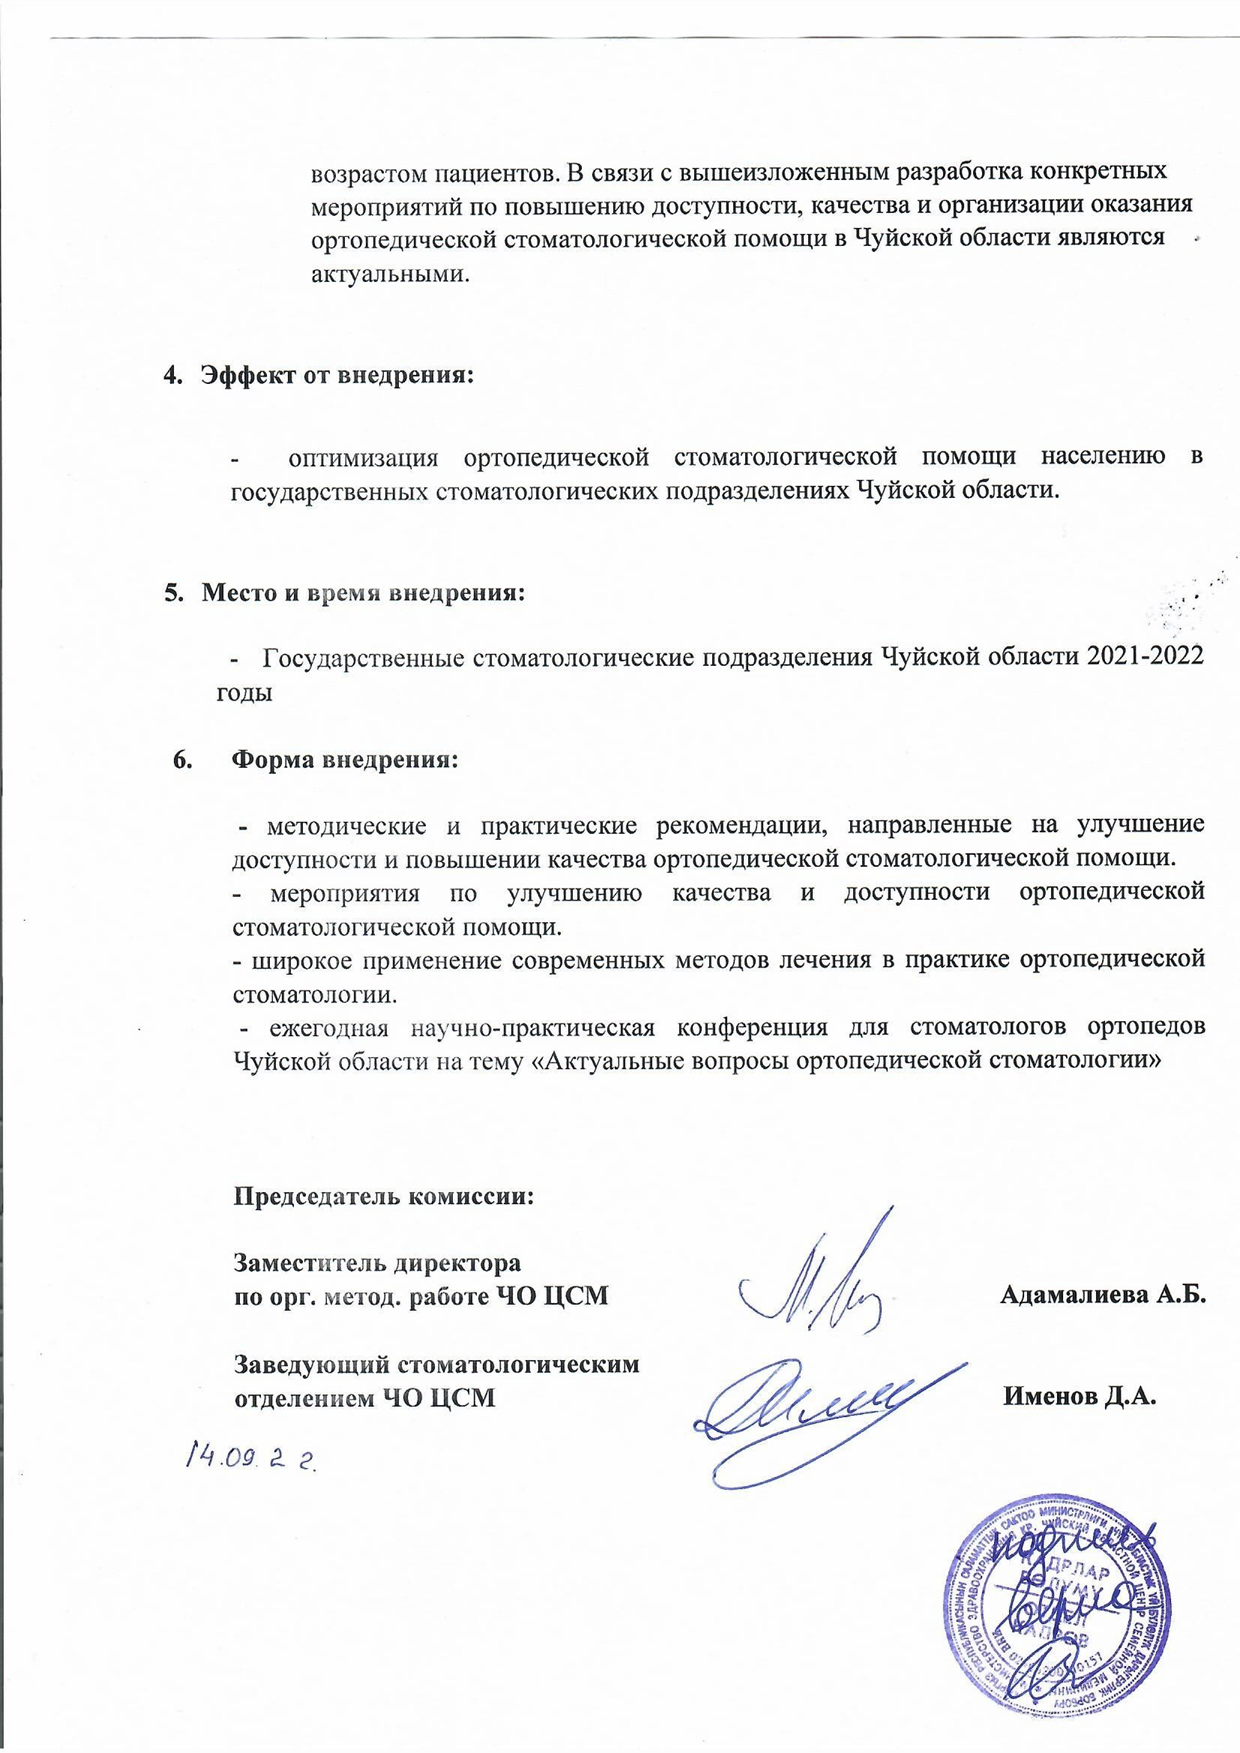 возрастом пациентов. В связи с вышеизложенным разработка конкретных
мероприятий по повышению доступности, качества и организации оказания
ортопедической стоматологической помощи в Чуйской области являются
актуальными.
4. Эффект от внедрения:
- оптимизация ортопедической стоматологической помощи населению в
государственных стоматологических подразделениях Чуйской области.
5. Место и время внедрения:
- Государственные стоматологические подразделения Чуйской области 2021-2022
годы
6. Форма внедрения:
- методические и практические рекомендации, направленные на улучшение
доступности и повышении качества ортопедической стоматологической помощи.
- мероприятия по улучшению качества и доступности ортопедической
стоматологической помощи.
- широкое применение современных методов лечения в практике ортопедической
стоматологии.
- ежегодная научно-практическая конференция для стоматологов ортопедов
Чуйской области на тему «Актуальные вопросы ортопедической стоматологии»
Председатель комиссии:
Заместитель директора
по орг. метод. работе ЧО ЦСМ Адамалиева А.Б.
Заведующий стоматологическим
отделением ЧО ЦСМ Именов Д.А.
14.09.22г.
КАДРЛАР
БӨЛҮМҮ
ОТДЕЛ
КАДРОВ
верно